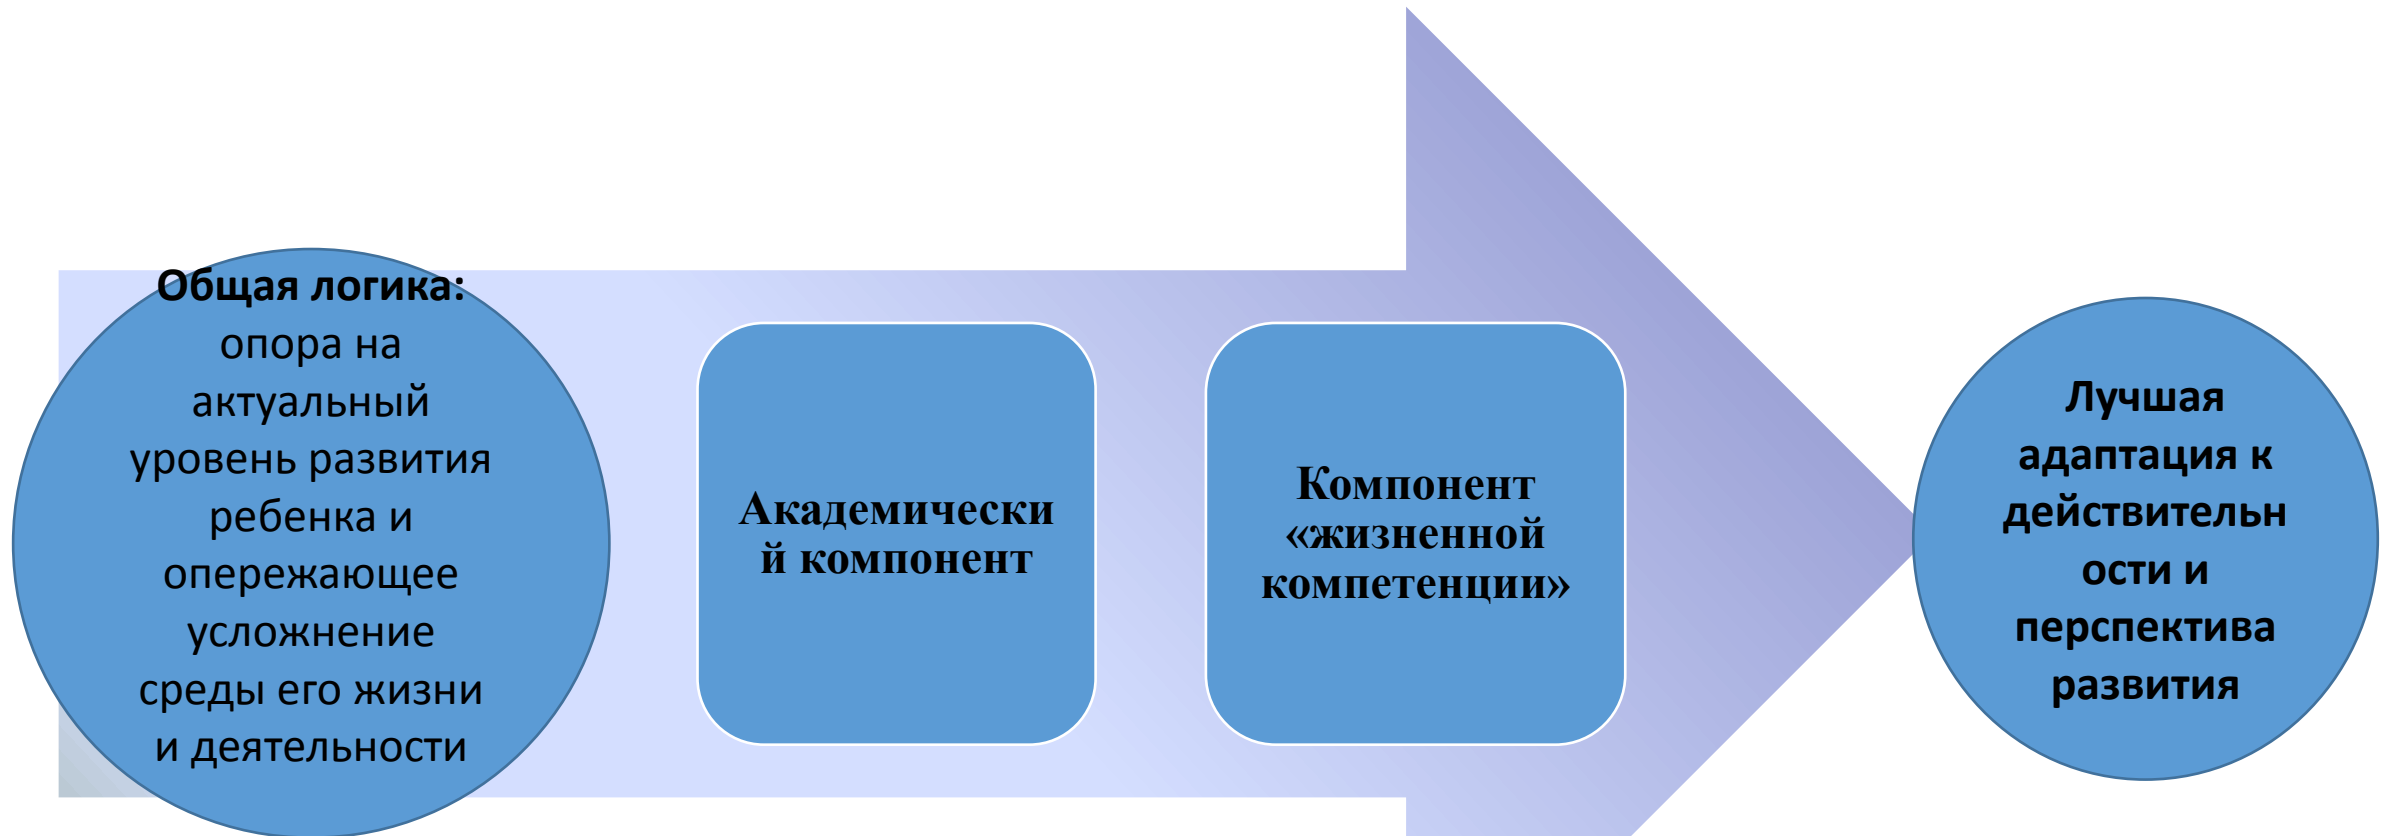 Общая логика:
опора на
актуальный
уровень развития
ребенка и
опережающее
усложнение
среды его жизни
и деятельности
Академически
й компонент
Компонент
«жизненной
компетенции»
Лучшая
адаптация к
действительн
ости и
перспектива
развития